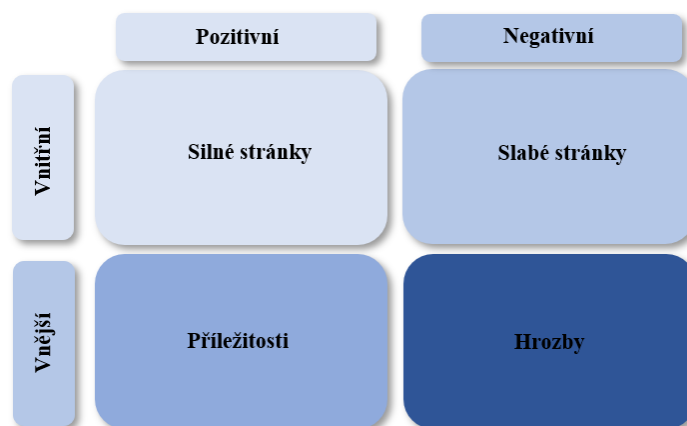 Pozitivní
Negativní
Vnitřní
Silné stránky
Slabé stránky
Vnější
Příležitosti
Hrozby